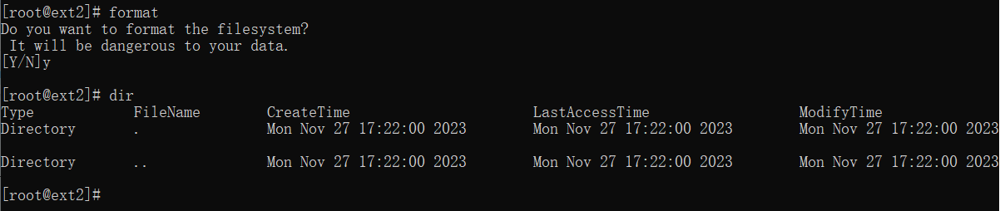 [root@ext2]# format
Do you want to format the filesystem?
 It will be dangerous to your data.
[Y/N]y
[root@ext2]# dir
Type FileName CreateTime LastAccessTime ModifyTime
Directory . Mon Nov 27 17:22:00 2023 Mon Nov 27 17:22:00 2023 Mon Nov 27 17:22:00 2023
Directory .. Mon Nov 27 17:22:00 2023 Mon Nov 27 17:22:00 2023 Mon Nov 27 17:22:00 2023
[root@ext2]#